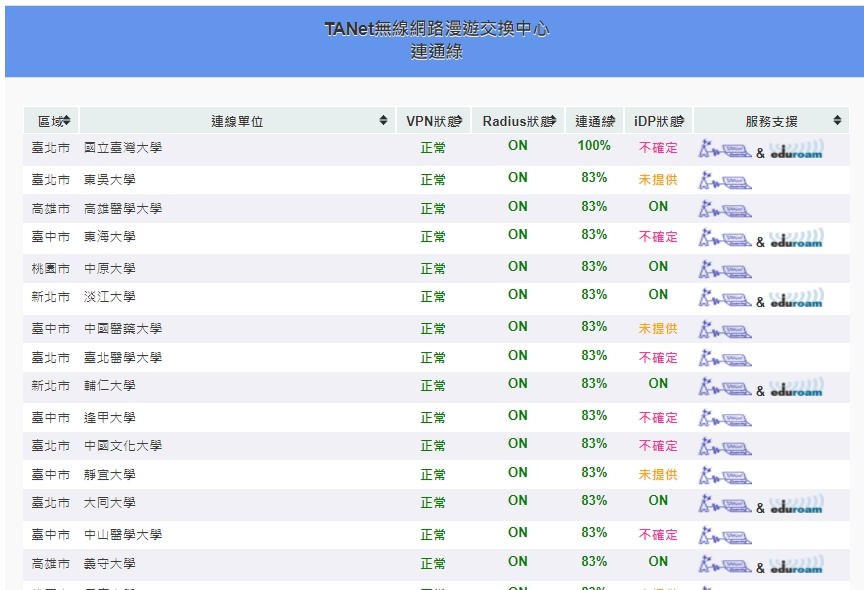 TANet無線網路漫遊交換中心
連通綠
區域 連線單位 VPN狀態 Radius狀態 連通綠 iDP狀態 服務支援
臺北市 國立臺灣大學 正常 ON 100% 不確定 & eduroam
臺北市 東吳大學 正常 ON 83% 未提供
高雄市 高雄醫學大學 正常 ON 83% ON
臺中市 東海大學 正常 ON 83% 不確定 & eduroam
桃園市 中原大學 正常 ON 83% ON
新北市 淡江大學 正常 ON 83% ON & eduroam
臺中市 中國醫藥大學 正常 ON 83% 未提供
臺北市 臺北醫學大學 正常 ON 83% 不確定
新北市 輔仁大學 正常 ON 83% ON & eduroam
臺中市 逢甲大學 正常 ON 83% 不確定
臺北市 中國文化大學 正常 ON 83% 不確定
臺中市 靜宜大學 正常 ON 83% 未提供
臺北市 大同大學 正常 ON 83% ON & eduroam
臺中市 中山醫學大學 正常 ON 83% 不確定
高雄市 義守大學 正常 ON 83% ON & eduroam